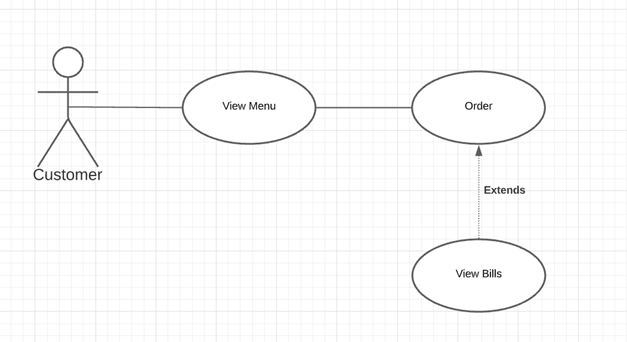 View Menu
Order
Customer
Extends
View Bills